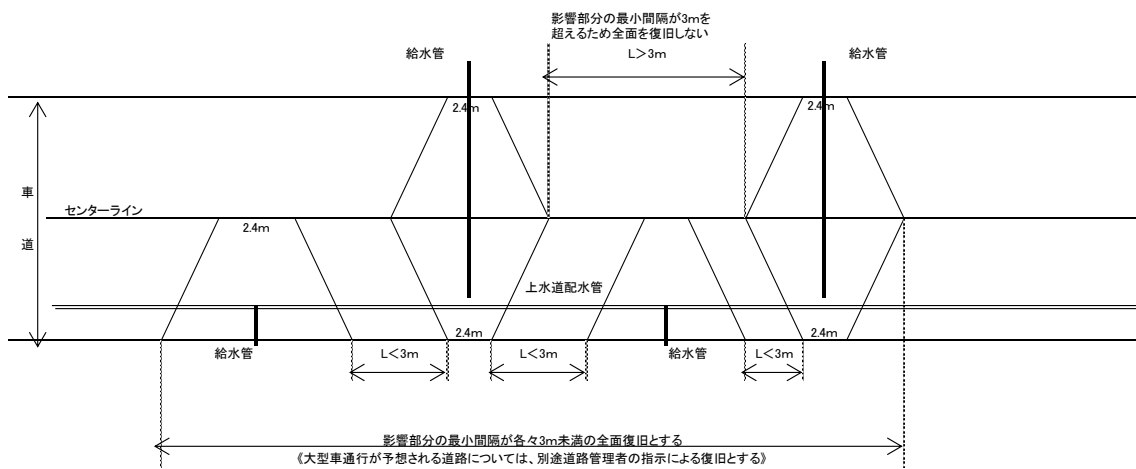 影響部分の最小間隔が3mを
超えるため全面を復旧しない
給水管
L＞3m
給水管
2.4m
2.4m
車
道
センターライン
2.4m
上水道配水管
2.4m
2.4m
給水管
L＜3m
L＜3m
給水管
L＜3m
影響部分の最小間隔が各々3m未満の全面復旧とする
《大型車通行が予想される道路については、別途道路管理者の指示による復旧とする》